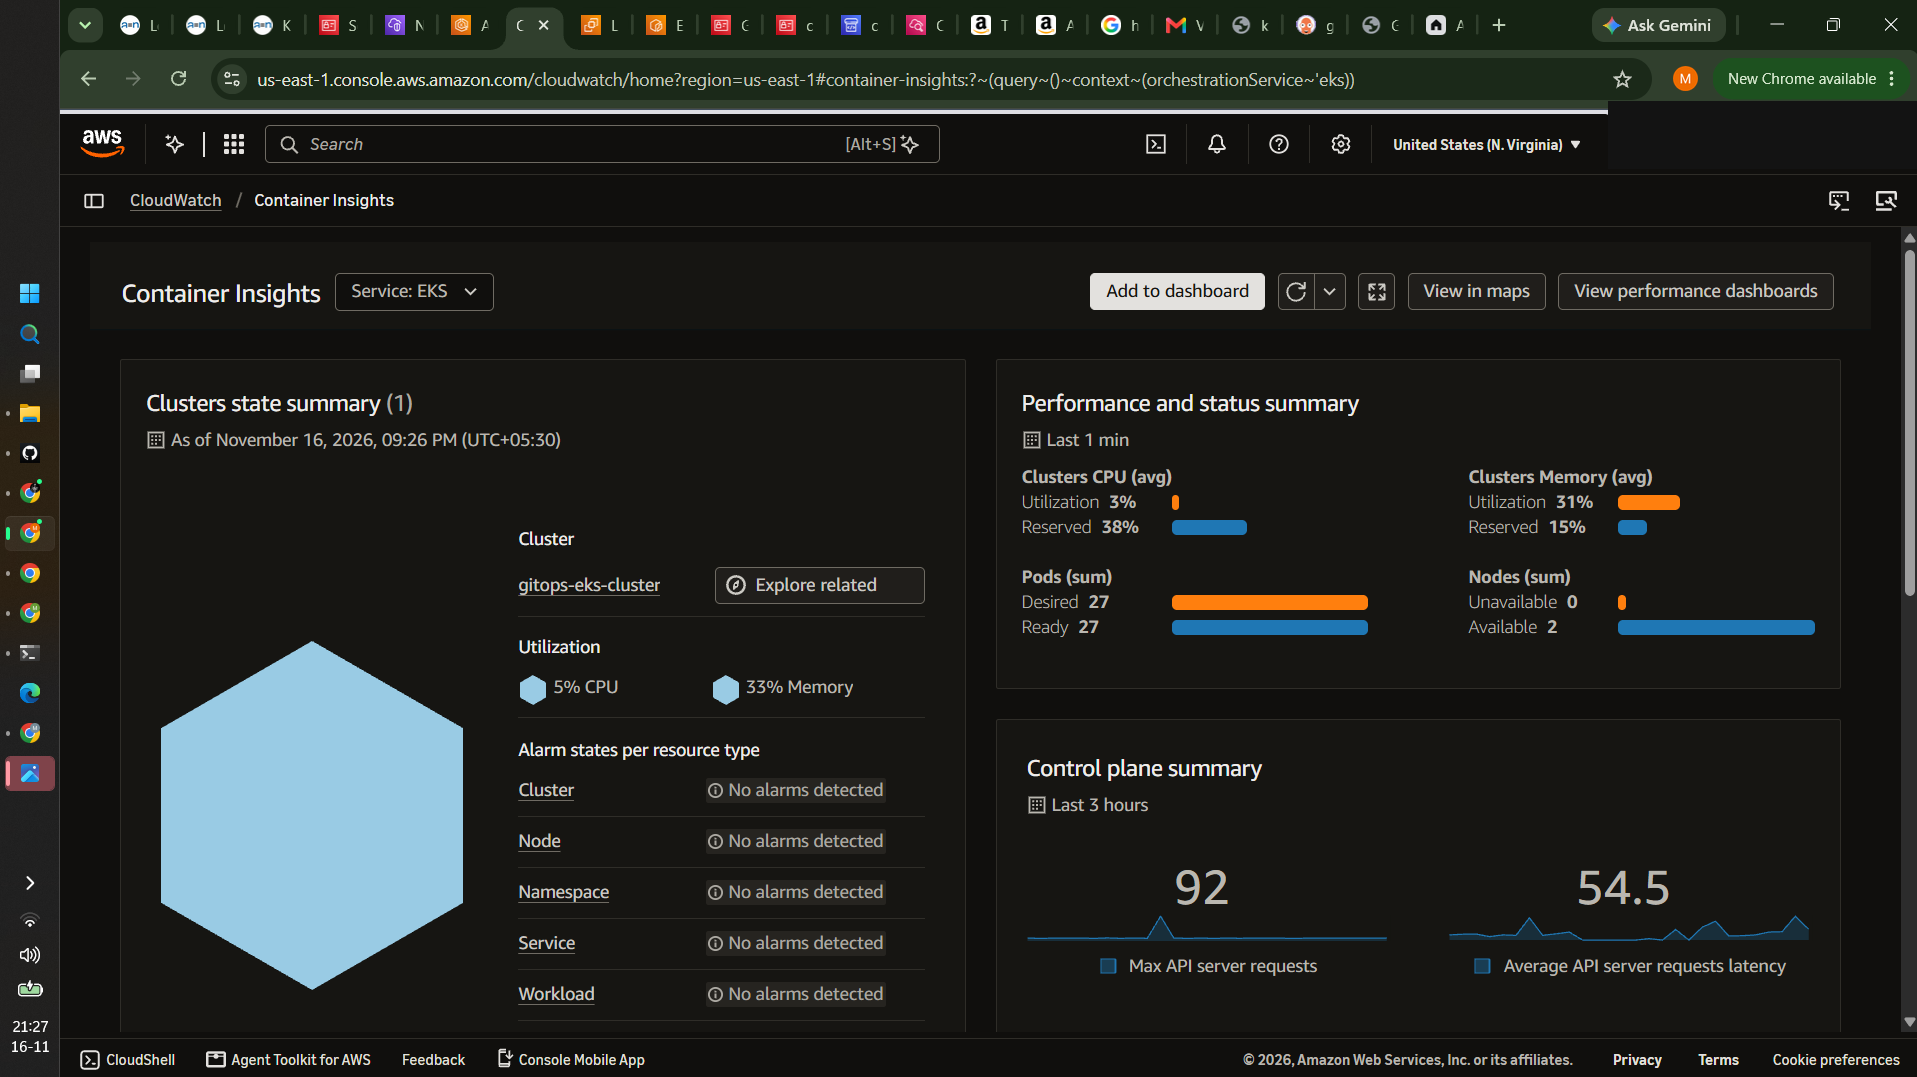 L
L
K
S
N
A
C
L
E
C
c
c
C
T
A
h
V
k
g
G
A
Ask Gemini
us-east-1.console.aws.amazon.com/cloudwatch/home?region=us-east-1#container-insights:?~(query~()~context~(orchestrationService~'eks))
M
New Chrome available
aws
Search
[Alt+S]
United States (N. Virginia)
CloudWatch / Container Insights
Container Insights
Service: EKS
Add to dashboard
View in maps
View performance dashboards
Clusters state summary (1)
As of November 16, 2026, 09:26 PM (UTC+05:30)
Cluster
gitops-eks-cluster
Explore related
Utilization
5% CPU
33% Memory
Alarm states per resource type
Cluster
No alarms detected
Node
No alarms detected
Namespace
No alarms detected
Service
No alarms detected
Workload
No alarms detected
Performance and status summary
Last 1 min
Clusters CPU (avg)
Utilization 3%
Reserved 38%
Clusters Memory (avg)
Utilization 31%
Reserved 15%
Pods (sum)
Desired 27
Ready 27
Nodes (sum)
Unavailable 0
Available 2
Control plane summary
Last 3 hours
92
Max API server requests
54.5
Average API server requests latency
21:27
16-11
CloudShell
Agent Toolkit for AWS
Feedback
Console Mobile App
© 2026, Amazon Web Services, Inc. or its affiliates.
Privacy
Terms
Cookie preferences